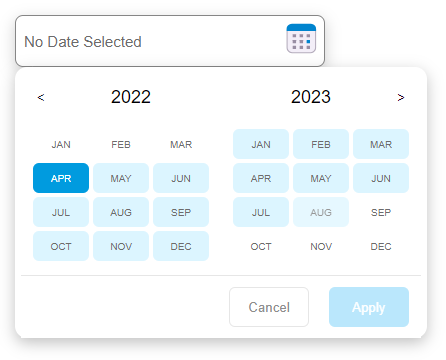 No Date Selected
< 2022 2023 >
JAN FEB MAR JAN FEB MAR
APR MAY JUN APR MAY JUN
JUL AUG SEP JUL AUG SEP
OCT NOV DEC OCT NOV DEC
Cancel Apply